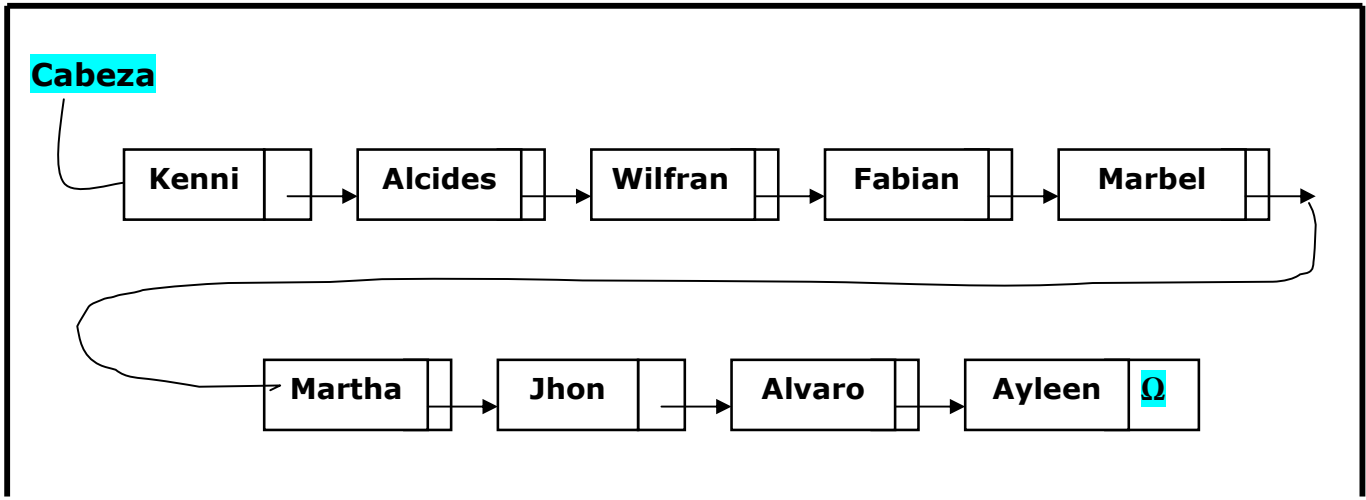 Cabeza
Kenni Alcides Wilfran Fabian Marbel
Martha Jhon Alvaro Ayleen Ω